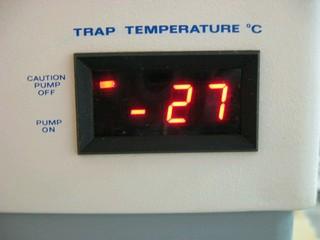 TRAP TEMPERATURE °C
CAUTION
PUMP
OFF
-27
PUMP
ON